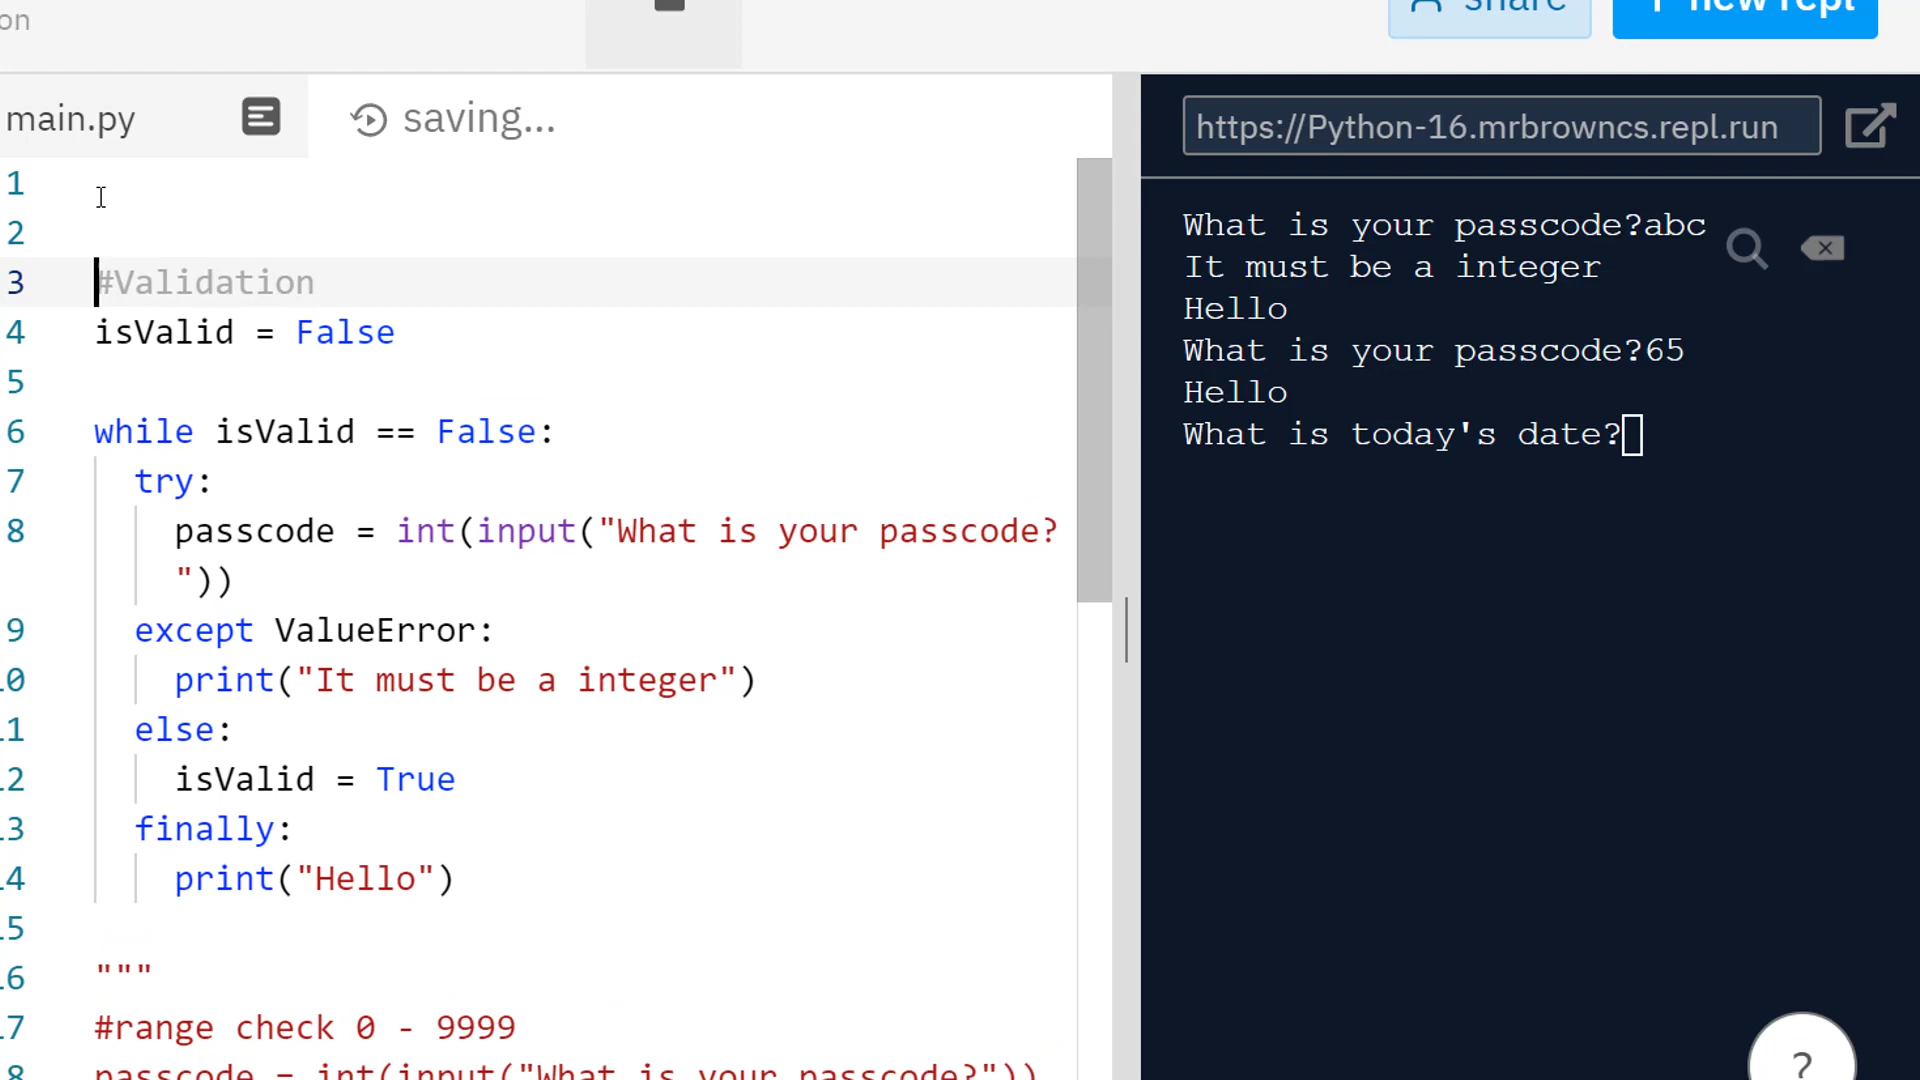 on
share
+ new repl
main.py
saving...
https://Python-16.mrbrowncs.repl.run
1
2
3 #Validation
4 isValid = False
5
6 while isValid == False:
7 try:
8 passcode = int(input("What is your passcode?
"))
9 except ValueError:
10 print("It must be a integer")
11 else:
12 isValid = True
13 finally:
14 print("Hello")
15
16 """
17 #range check 0 - 9999
18 passcode = int(input("What is your passcode?"))
What is your passcode?abc
It must be a integer
Hello
What is your passcode?65
Hello
What is today's date?
?